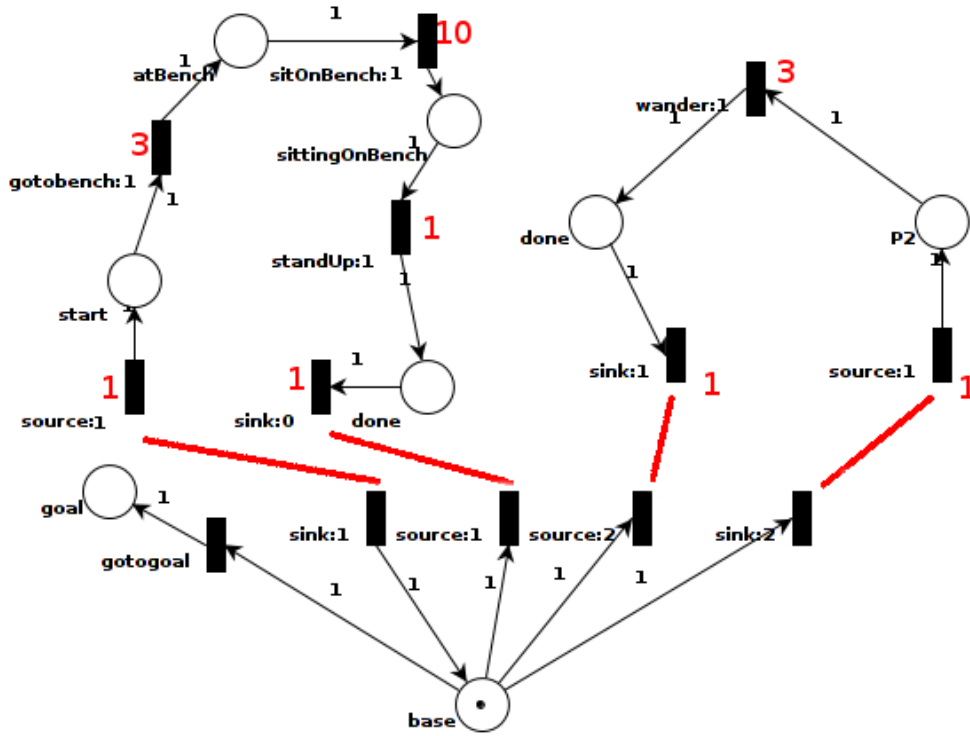 1
10
1
atBench
sitOnBench:1
3
wander:1
1
1
3
gotobench:1
1
1
sittingOnBench
1
standUp:1
1
done
P2
1
1
start
1
1
source:1
1
sink:0
1
done
sink:1
1
source:1
1
goal
1
gotogoal
sink:1
source:1
source:2
sink:2
1
1
1
1
1
base